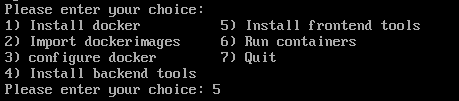 Please enter your choice:
1) Install docker 5) Install frontend tools
2) Import dockerimages 6) Run containers
3) configure docker 7) Quit
4) Install backend tools
Please enter your choice: 5